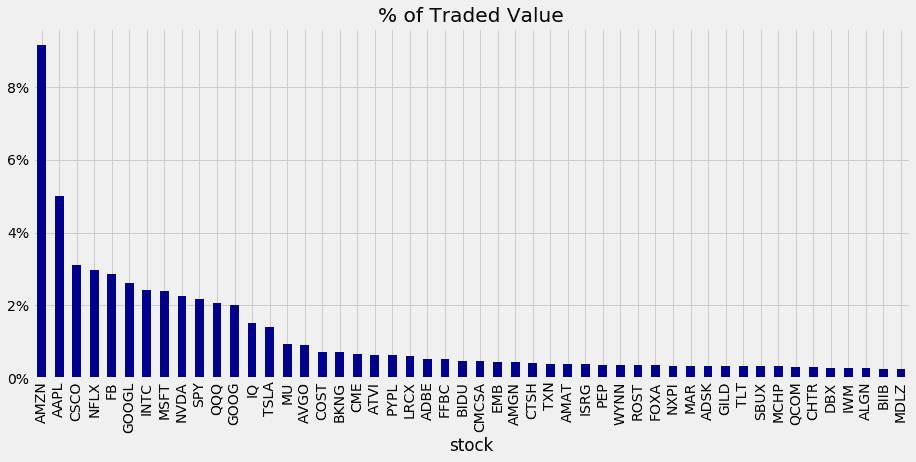 % of Traded Value
8%
6%
4%
2%
0%
AMZN
AAPL
CSCO
NFLX
FB
GOOGL
INTC
MSFT
NVDA
SPY
QQQ
GOOG
IQ
TSLA
MU
AVGO
COST
BKNG
CME
ATVI
PYPL
LRCX
ADBE
FFBC
BIDU
CMCSA
EMB
AMGN
CTSH
TXN
AMAT
ISRG
PEP
WYNN
ROST
FOXA
NXPI
MAR
ADSK
GILD
TLT
SBUX
MCHP
QCOM
CHTR
DBX
IWM
ALGN
BIIB
MDLZ
stock